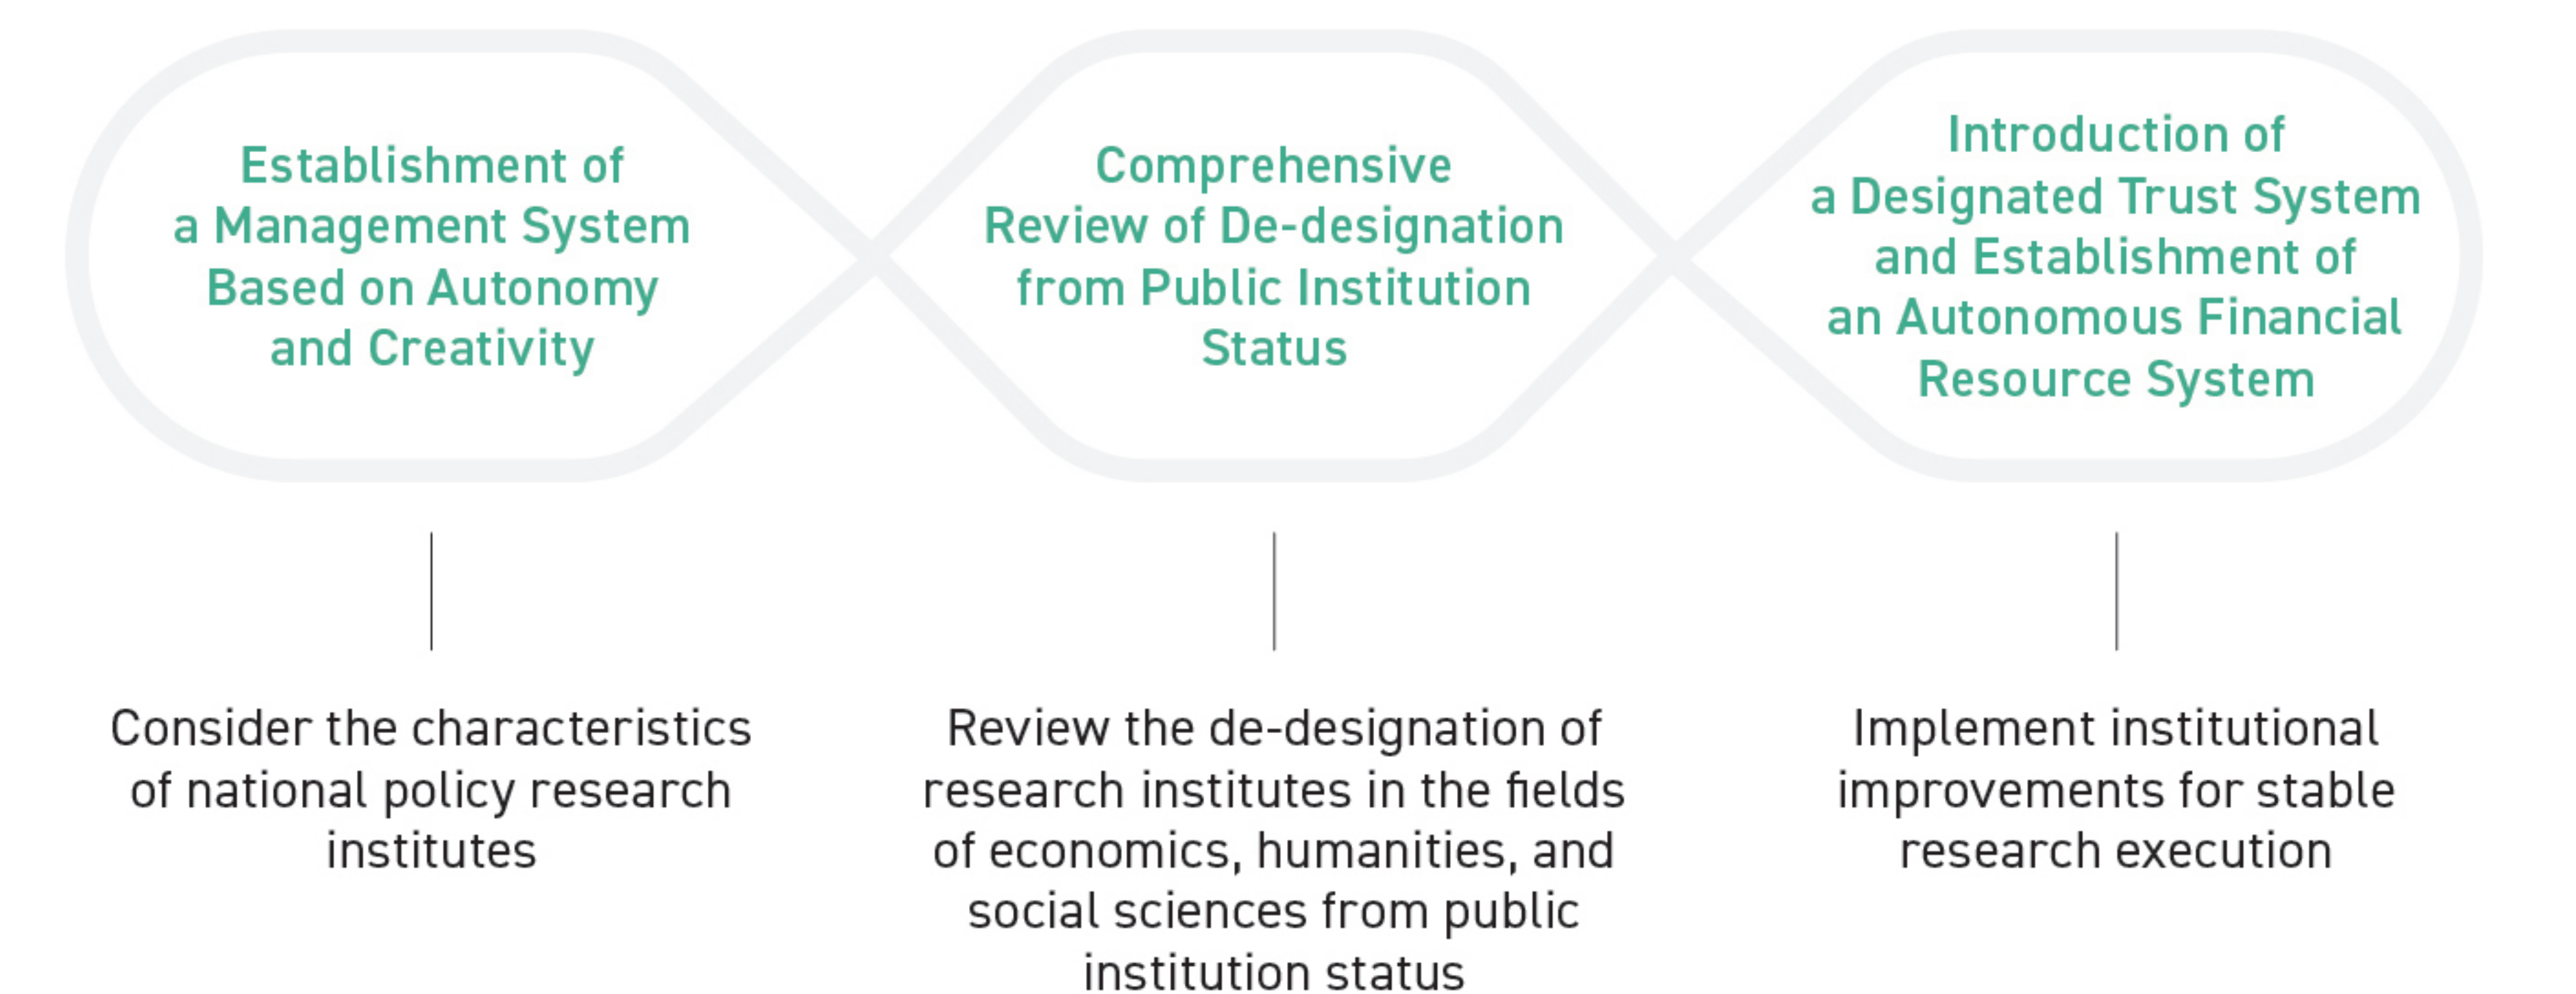 Establishment of
a Management System
Based on Autonomy
and Creativity
Comprehensive
Review of De-designation
from Public Institution
Status
Introduction of
a Designated Trust System
and Establishment of
an Autonomous Financial
Resource System
Consider the characteristics
of national policy research
institutes
Review the de-designation of
research institutes in the fields
of economics, humanities, and
social sciences from public
institution status
Implement institutional
improvements for stable
research execution